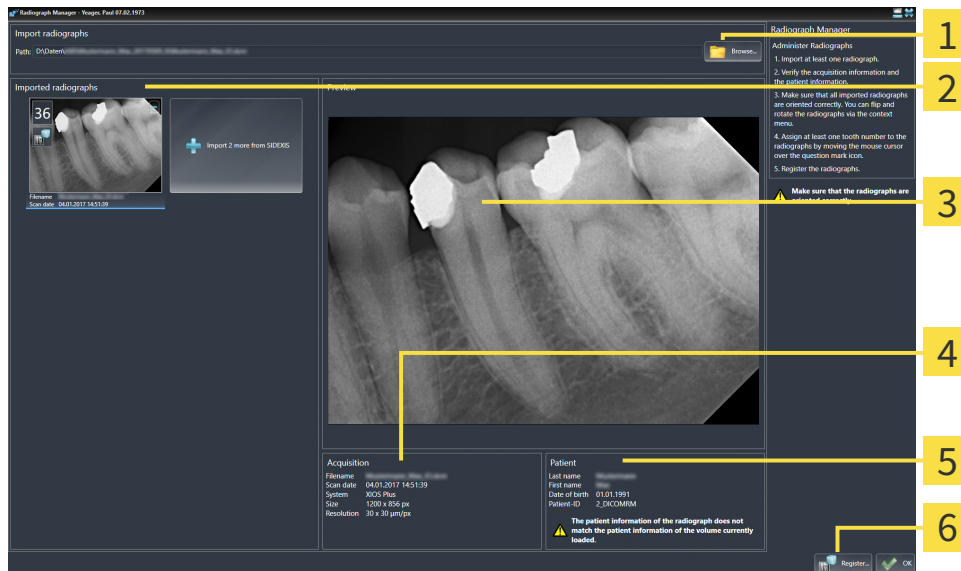 Radiograph Manager - Yeager, Paul 07.02.1973
Import radiographs
Path: D:\Daten\
Browse...
1
Imported radiographs
2
36
Import 2 more from SIDEXIS
Filename
Scan date 04.01.2017 14:51:39
Preview
3
Radiograph Manager
Administer Radiographs
1. Import at least one radiograph.
2. Verify the acquisition information and
the patient information.
3. Make sure that all imported radiographs
are oriented correctly. You can flip and
rotate the radiographs via the context
menu.
4. Assign at least one tooth number to the
radiographs by moving the mouse cursor
over the question mark icon.
5. Register the radiographs.
Make sure that the radiographs are
oriented correctly.
4
Acquisition
Filename
Scan date 04.01.2017 14:51:39
System XIOS Plus
Size 1200 x 856 px
Resolution 30 x 30 µm/px
5
Patient
Last name
First name
Date of birth 01.01.1991
Patient-ID 2_DICOMRM
The patient information of the radiograph does not
match the patient information of the volume currently
loaded.
6
Register...
OK